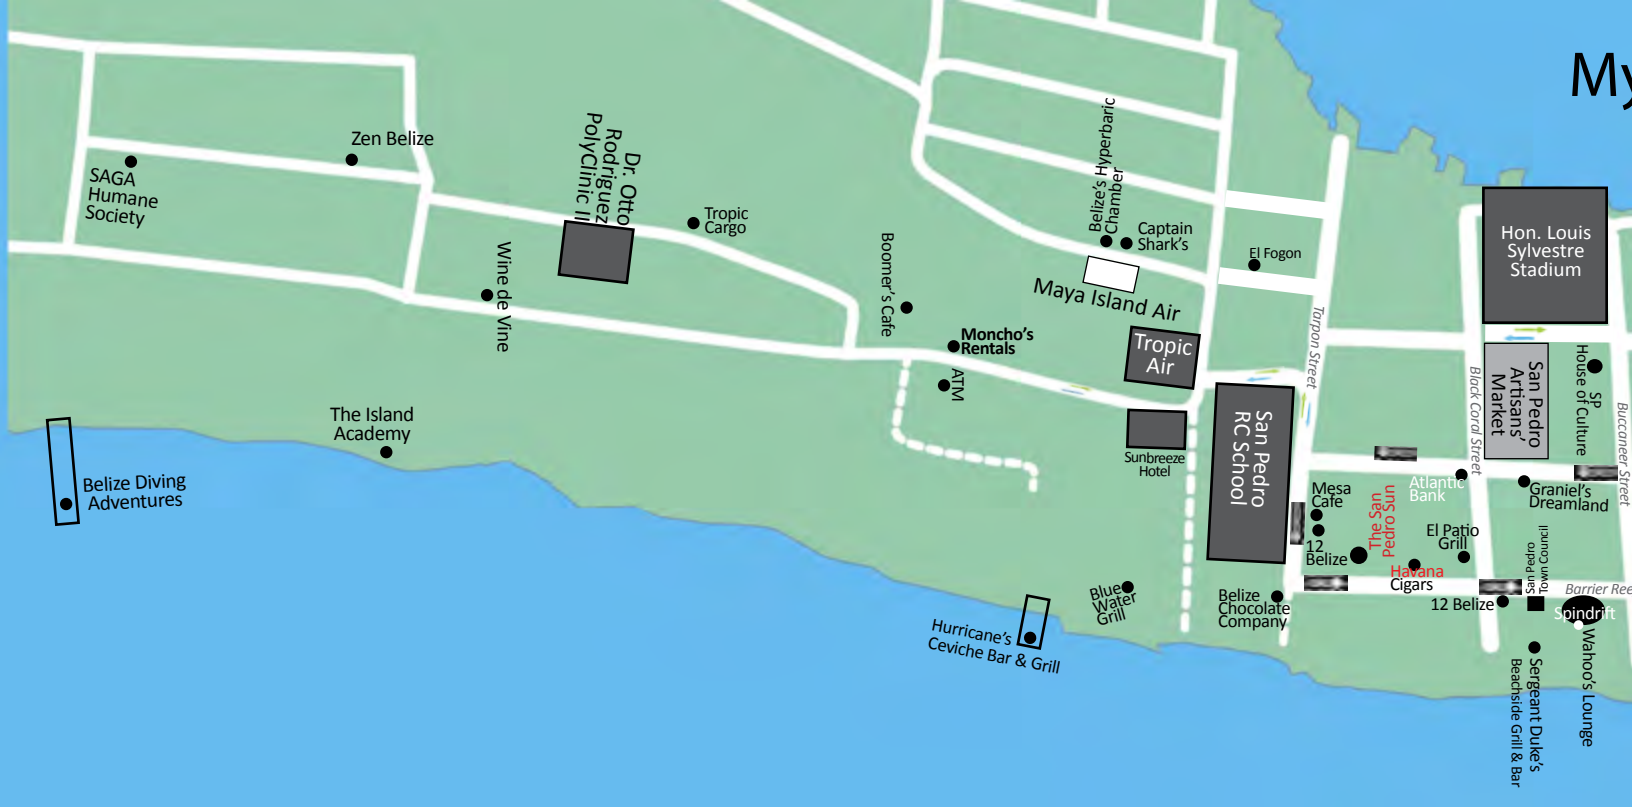 My
Zen Belize
SAGA
Humane
Society
Dr. Otto
Rodriguez
PolyClinic II
Tropic
Cargo
Wine de Vine
Boomer's Cafe
Moncho's
Rentals
ATM
Belize's Hyperbaric
Chamber
Captain
Shark's
Maya Island Air
El Fogon
Tropic
Air
Tarpon Street
Hon. Louis
Sylvestre
Stadium
San Pedro
Artisans'
Market
SP
House of Culture
Black Coral Street
Buccaneer Street
The Island
Academy
Belize Diving
Adventures
Sunbreeze
Hotel
San Pedro
RC School
Mesa
Cafe
12
Belize
The San
Pedro Sun
Atlantic
Bank
Graniel's
Dreamland
El Patio
Grill
Havana
Cigars
San Pedro
Town Council
Barrier Ree
12 Belize
Spindrift
Blue
Water
Grill
Belize
Chocolate
Company
Hurricane's
Ceviche Bar & Grill
Sergeant Duke's
Beachside Grill & Bar
Wahoo's Lounge